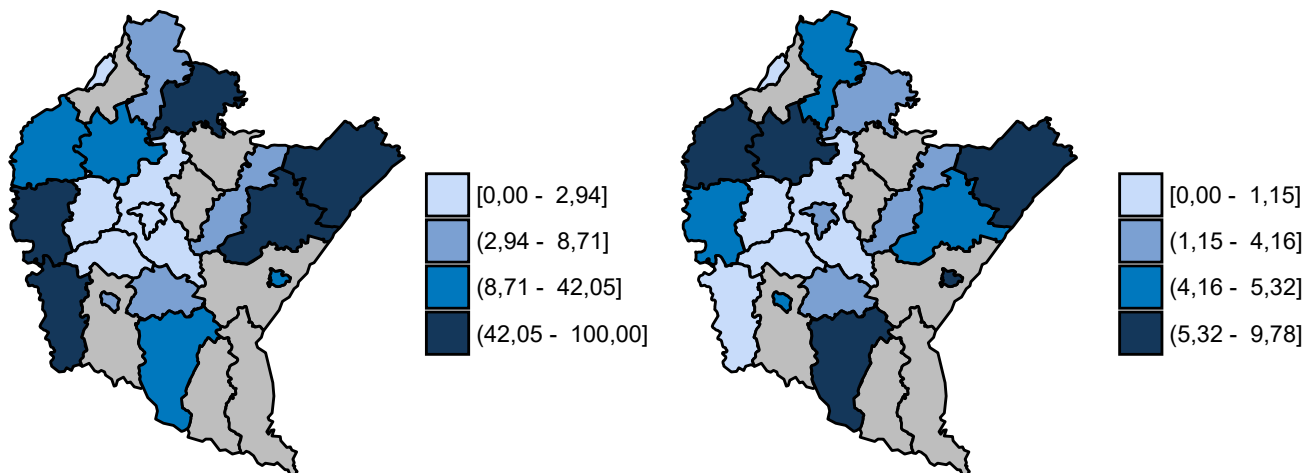 [0,00 - 2,94]
(2,94 - 8,71]
(8,71 - 42,05]
(42,05 - 100,00]
[0,00 - 1,15]
(1,15 - 4,16]
(4,16 - 5,32]
(5,32 - 9,78]